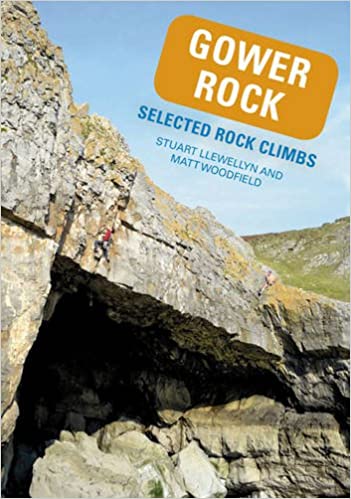 GOWER
ROCK
SELECTED ROCK CLIMBS
STUART LLEWELLYN AND
MATT WOODFIELD